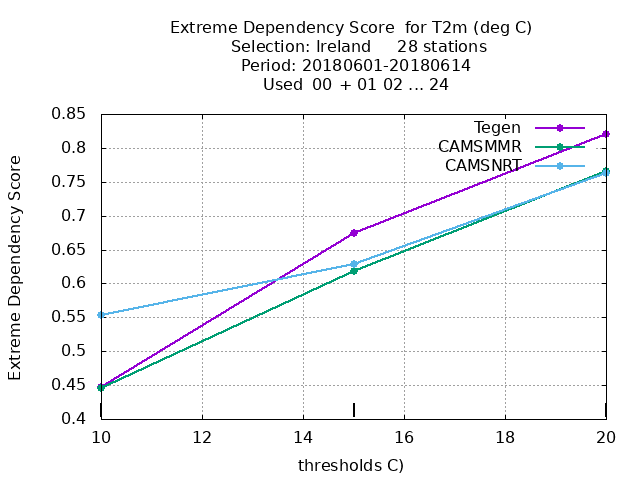 Extreme Dependency Score  for T2m (deg C)
Selection: Ireland     28 stations
Period: 20180601-20180614
Used  00 + 01 02 ... 24
0.85
0.8
0.75
0.7
0.65
0.6
0.55
0.5
0.45
0.4
Extreme Dependency Score
Tegen
CAMSMMR
CAMSNRT
10 12 14 16 18 20
thresholds C)